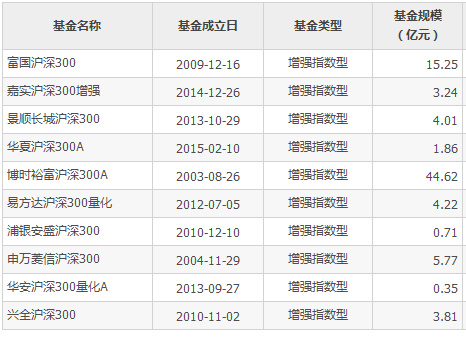 基金名称 基金成立日 基金类型 基金规模
（亿元）
富国沪深300 2009-12-16 增强指数型 15.25
嘉实沪深300增强 2014-12-26 增强指数型 3.24
景顺长城沪深300 2013-10-29 增强指数型 4.01
华夏沪深300A 2015-02-10 增强指数型 1.86
博时裕富沪深300A 2003-08-26 增强指数型 44.62
易方达沪深300量化 2012-07-05 增强指数型 4.22
浦银安盛沪深300 2010-12-10 增强指数型 0.71
申万菱信沪深300 2004-11-29 增强指数型 5.77
华安沪深300量化A 2013-09-27 增强指数型 0.35
兴全沪深300 2010-11-02 增强指数型 3.81